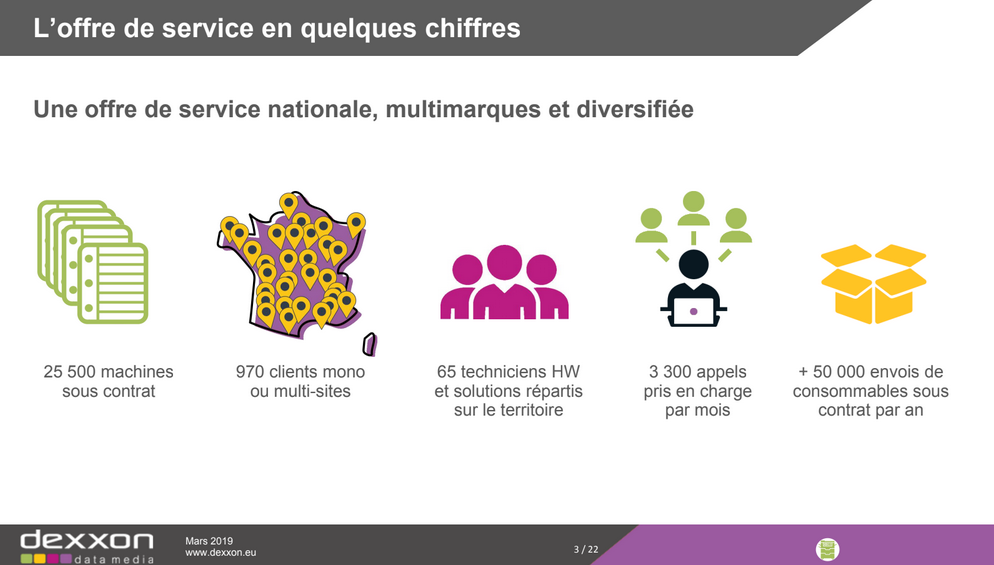 L’offre de service en quelques chiffres
Une offre de service nationale, multimarques et diversifiée
25 500 machines
sous contrat
970 clients mono
ou multi-sites
65 techniciens HW
et solutions répartis
sur le territoire
3 300 appels
pris en charge
par mois
+ 50 000 envois de
consommables sous
contrat par an
dexxon
data media
Mars 2019
www.dexxon.eu
3 / 22